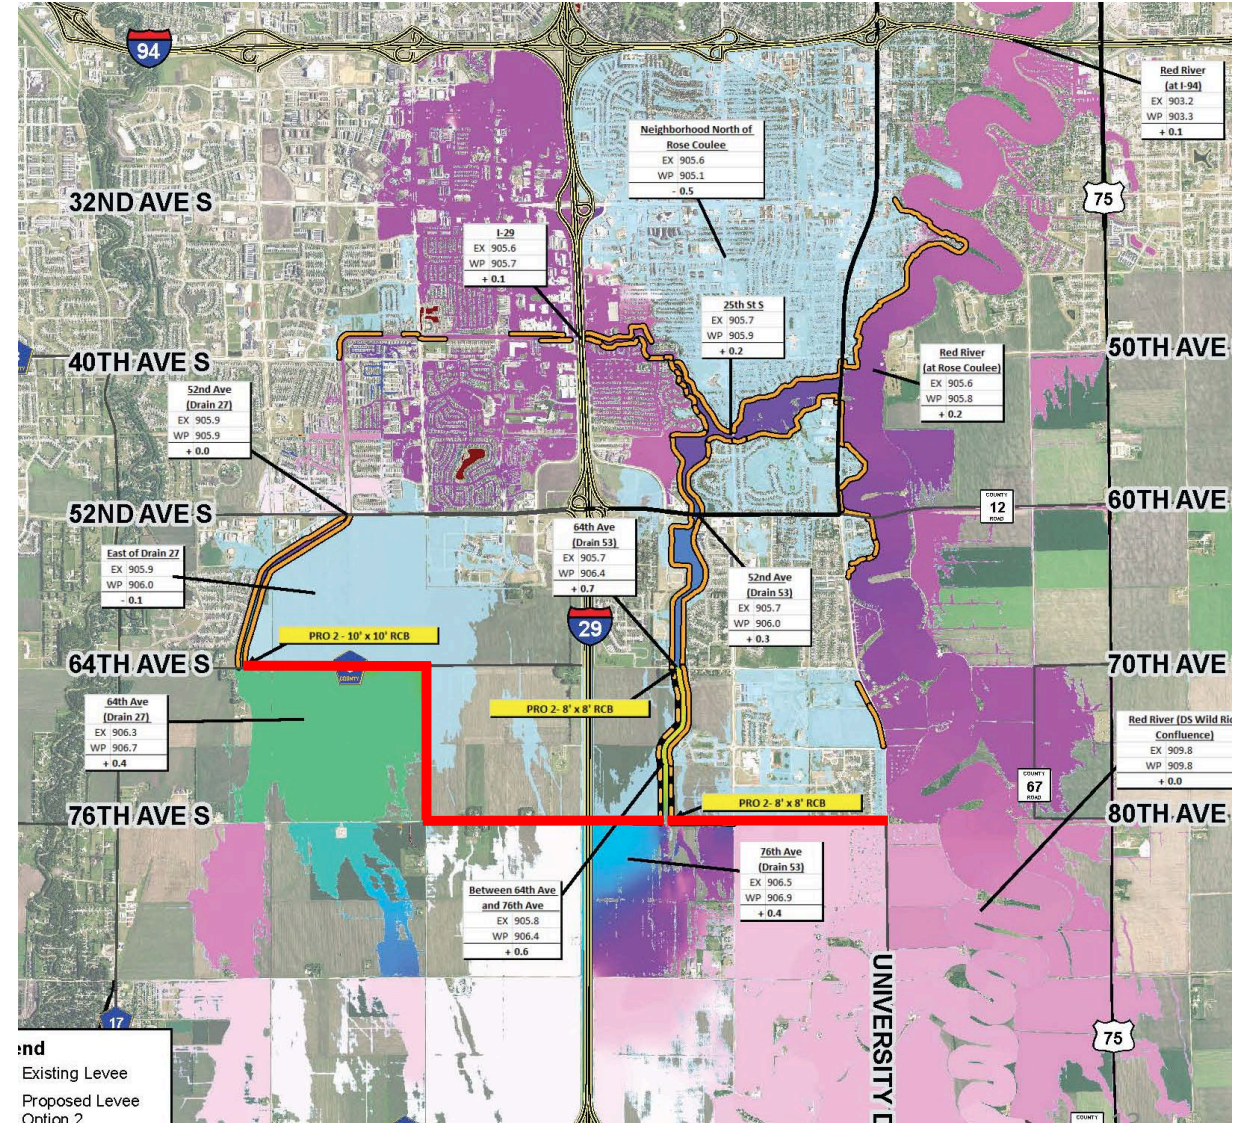 94
75
Red River
(at I-94)
EX 903.2
WP 903.3
+ 0.1
Neighborhood North of
Rose Coulee
EX 905.6
WP 905.1
- 0.5
32ND AVE S
I-29
EX 905.6
WP 905.7
+ 0.1
25th St S
EX 905.7
WP 905.9
+ 0.2
40TH AVE S
50TH AVE
Red River
(at Rose Coulee)
EX 905.6
WP 905.8
+ 0.2
52nd Ave
(Drain 27)
EX 905.9
WP 905.9
+ 0.0
52ND AVE S
60TH AVE
COUNTY
12
ROAD
64th Ave
(Drain 53)
EX 905.7
WP 906.4
+ 0.7
East of Drain 27
EX 905.9
WP 906.0
- 0.1
52nd Ave
(Drain 53)
EX 905.7
WP 906.0
+ 0.3
29
PRO 2 - 10' x 10' RCB
64TH AVE S
COUNTY
70TH AVE
64th Ave
(Drain 27)
EX 906.3
WP 906.7
+ 0.4
PRO 2- 8' x 8' RCB
Red River (DS Wild Ric
Confluence)
EX 909.8
WP 909.8
+ 0.0
COUNTY
67
ROAD
PRO 2- 8' x 8' RCB
76TH AVE S
80TH AVE
76th Ave
(Drain 53)
EX 906.5
WP 906.9
+ 0.4
Between 64th Ave
and 76th Ave
EX 905.8
WP 906.4
+ 0.6
UNIVERSITY D
17
75
end
Existing Levee
Proposed Levee
Option 2
COUNTY